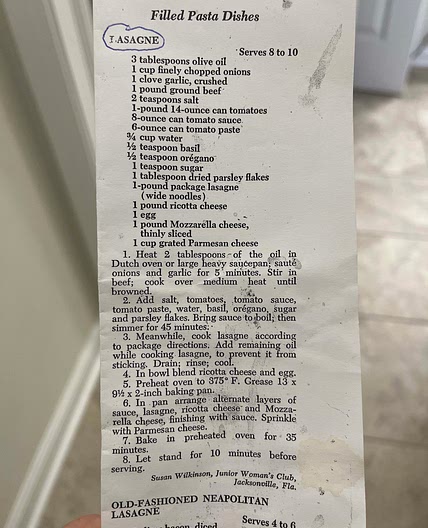 Filled Pasta Dishes
LASAGNE
Serves 8 to 10
3 tablespoons olive oil
1 cup finely chopped onions
1 clove garlic, crushed
1 pound ground beef
2 teaspoons salt
1-pound 14-ounce can tomatoes
8-ounce can tomato sauce
6-ounce can tomato paste
¾ cup water
½ teaspoon basil
½ teaspoon orégano
1 teaspoon sugar
1 tablespoon dried parsley flakes
1-pound package lasagne
(wide noodles)
1 pound ricotta cheese
1 egg
1 pound Mozzarella cheese,
thinly sliced
1 cup grated Parmesan cheese
1. Heat 2 tablespoons of the oil in
Dutch oven or large heavy saucepan; sauté
onions and garlic for 5 minutes. Stir in
beef; cook over medium heat until
browned.
2. Add salt, tomatoes, tomato sauce,
tomato paste, water, basil, orégano, sugar
and parsley flakes. Bring sauce to boil; then
simmer for 45 minutes.
3. Meanwhile, cook lasagne according
to package directions. Add remaining oil
while cooking lasagne, to prevent it from
sticking. Drain; rinse; cool.
4. In bowl blend ricotta cheese and egg.
5. Preheat oven to 375° F. Grease 13 x
9½ x 2-inch baking pan.
6. In pan arrange alternate layers of
sauce, lasagne, ricotta cheese and Mozza-
rella cheese, finishing with sauce. Sprinkle
with Parmesan cheese.
7. Bake in preheated oven for 35
minutes.
8. Let stand for 10 minutes before
serving.
Susan Wilkinson, Junior Woman's Club,
Jacksonville, Fla.
OLD-FASHIONED NEAPOLITAN
LASAGNE
Serves 4 to 6
bacon, diced